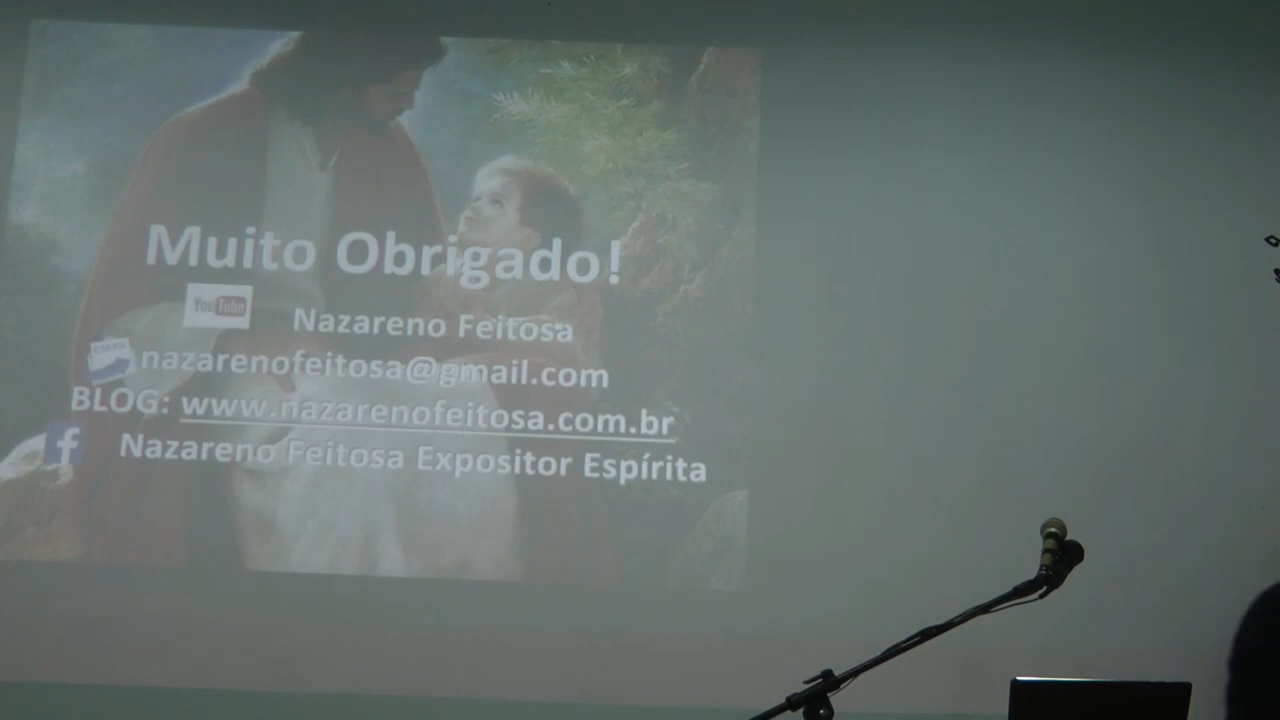 Muito Obrigado!
YouTube Nazareno Feitosa
EMAIL nazarenofeitosa@gmail.com
BLOG: www.nazarenofeitosa.com.br
f Nazareno Feitosa Expositor Espírita